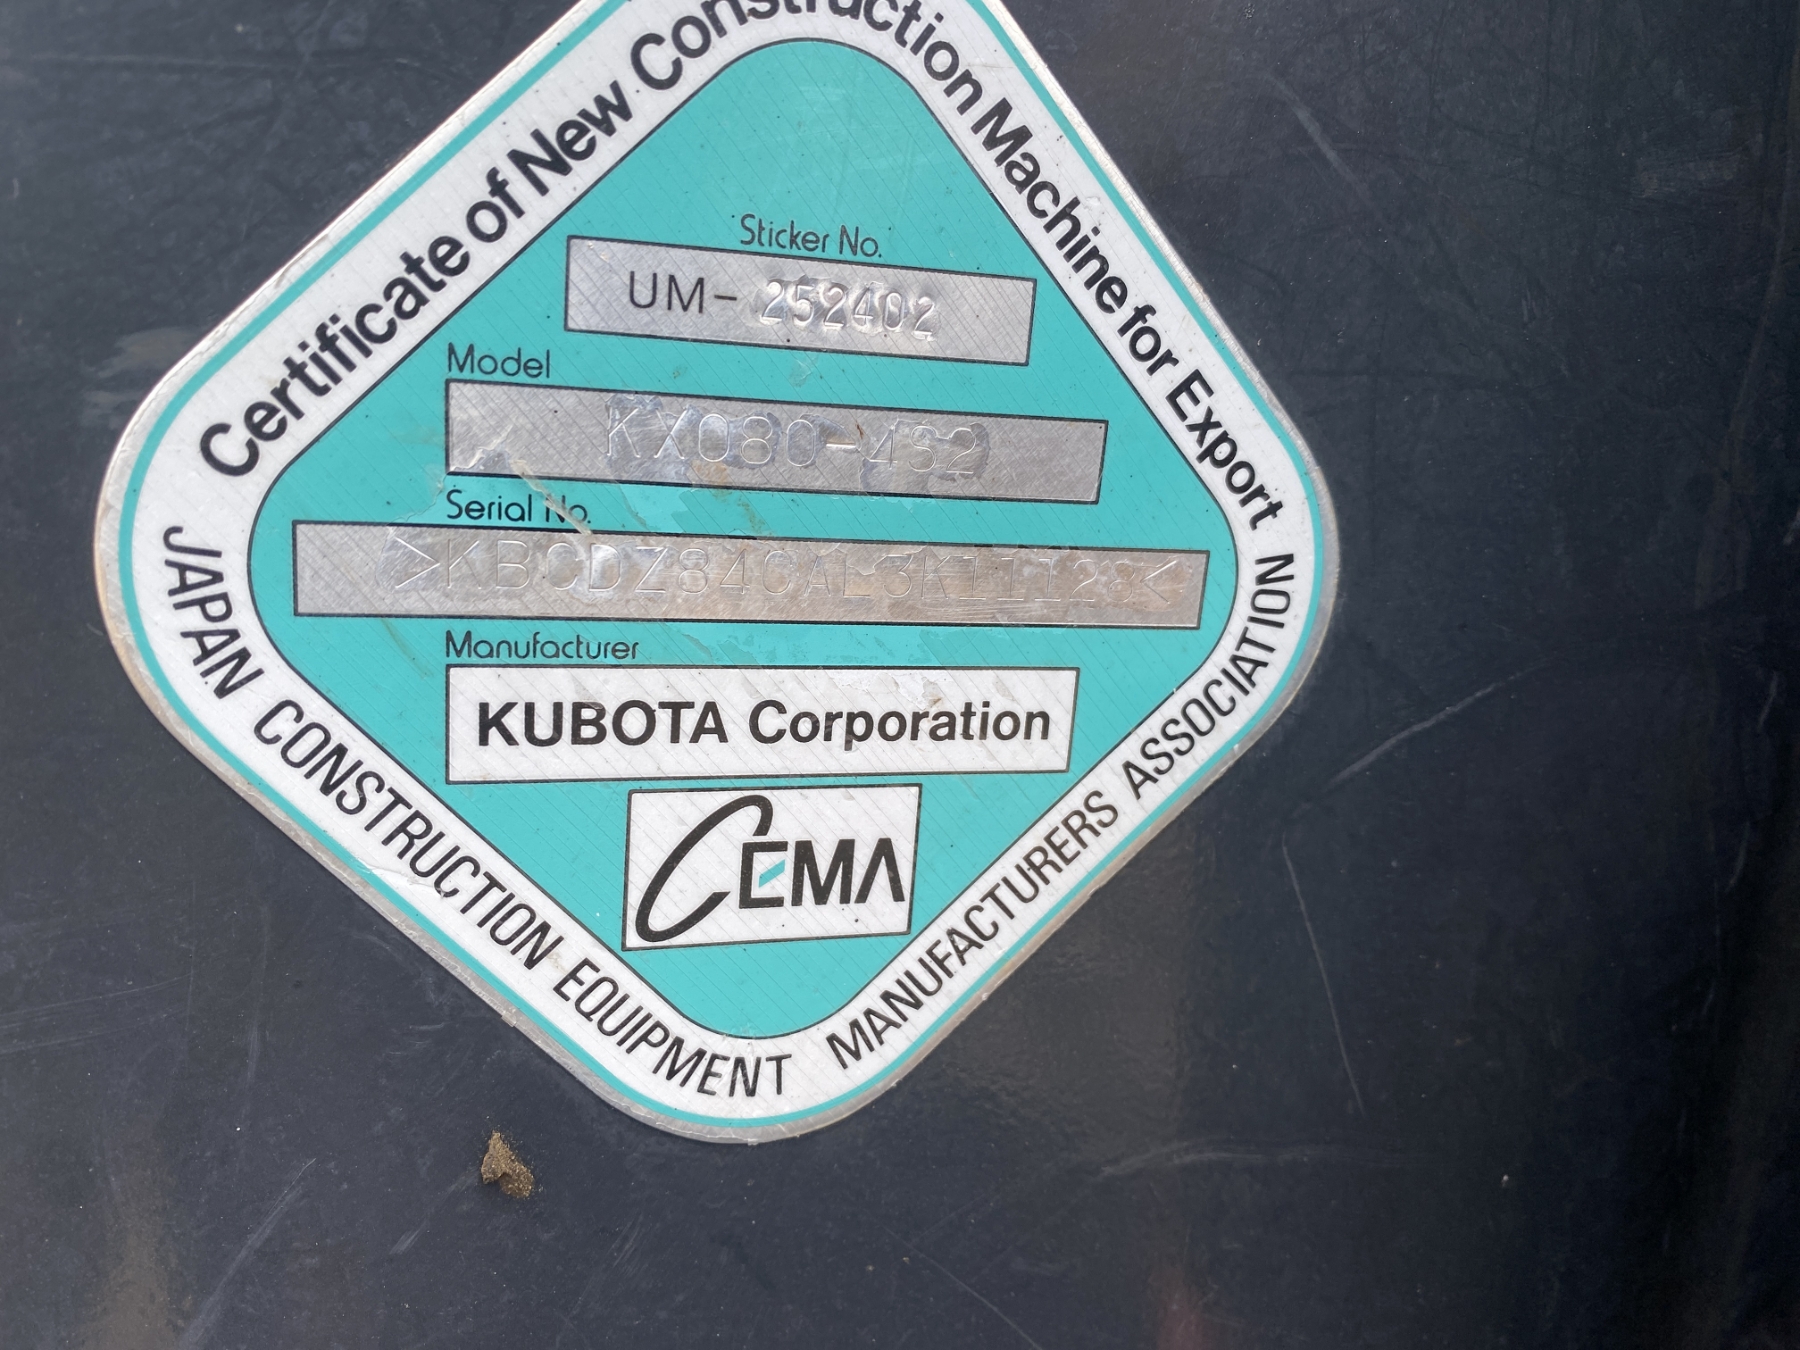 Certificate of New Construction Machine for Export
Sticker No.
UM- 252402
Model
KX080-4S2
Serial No.
>KBCDZ84CAL3K11128<
Manufacturer
KUBOTA Corporation
CEMA
JAPAN CONSTRUCTION EQUIPMENT MANUFACTURERS ASSOCIATION